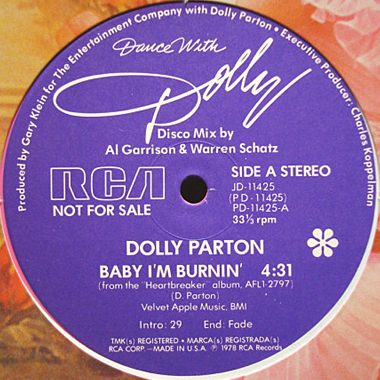 Produced by Gary Klein for The Entertainment Company with Dolly Parton • Executive Producer: Charles Koppelman
Dance With
Dolly
Disco Mix by
Al Garrison & Warren Schatz
RCA
NOT FOR SALE
SIDE A STEREO
JD-11425
(PD-11425)
PD-11425-A
33⅓ rpm
DOLLY PARTON
BABY I'M BURNIN' 4:31
(from the "Heartbreaker" album, AFL1-2797)
(D. Parton)
Velvet Apple Music, BMI
Intro: 29 End: Fade
TMK(s) REGISTERED • MARCA(s) REGISTRADA(s)
RCA CORP.—MADE IN U.S.A. ℗ 1978 RCA Records